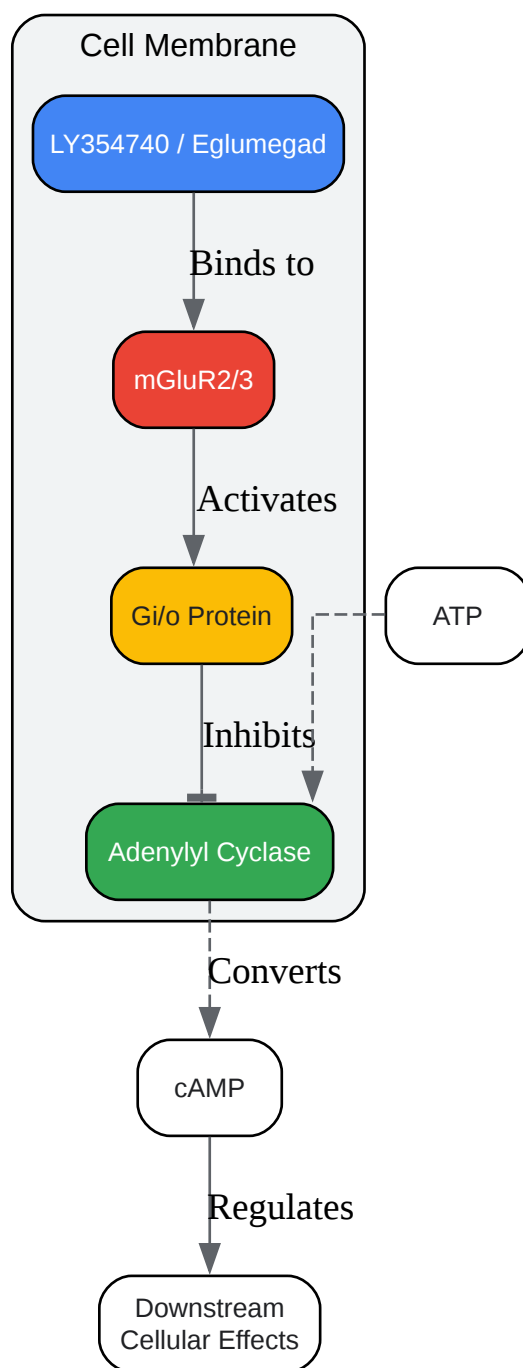 Cell Membrane
LY354740 / Eglumegad
Binds to
mGluR2/3
Activates
Gi/o Protein
ATP
Inhibits
Adenylyl Cyclase
Converts
cAMP
Regulates
Downstream
Cellular Effects